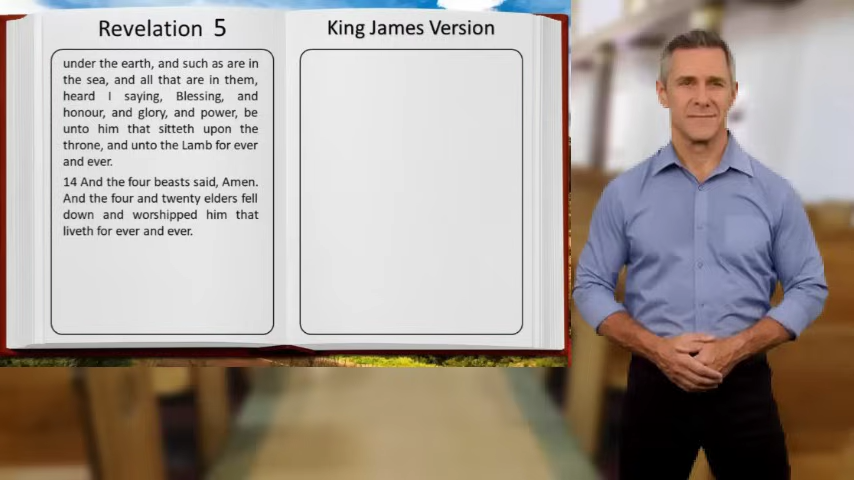 Revelation 5
King James Version
under the earth, and such as are in
the sea, and all that are in them,
heard I saying, Blessing, and
honour, and glory, and power, be
unto him that sitteth upon the
throne, and unto the Lamb for ever
and ever.
14 And the four beasts said, Amen.
And the four and twenty elders fell
down and worshipped him that
liveth for ever and ever.